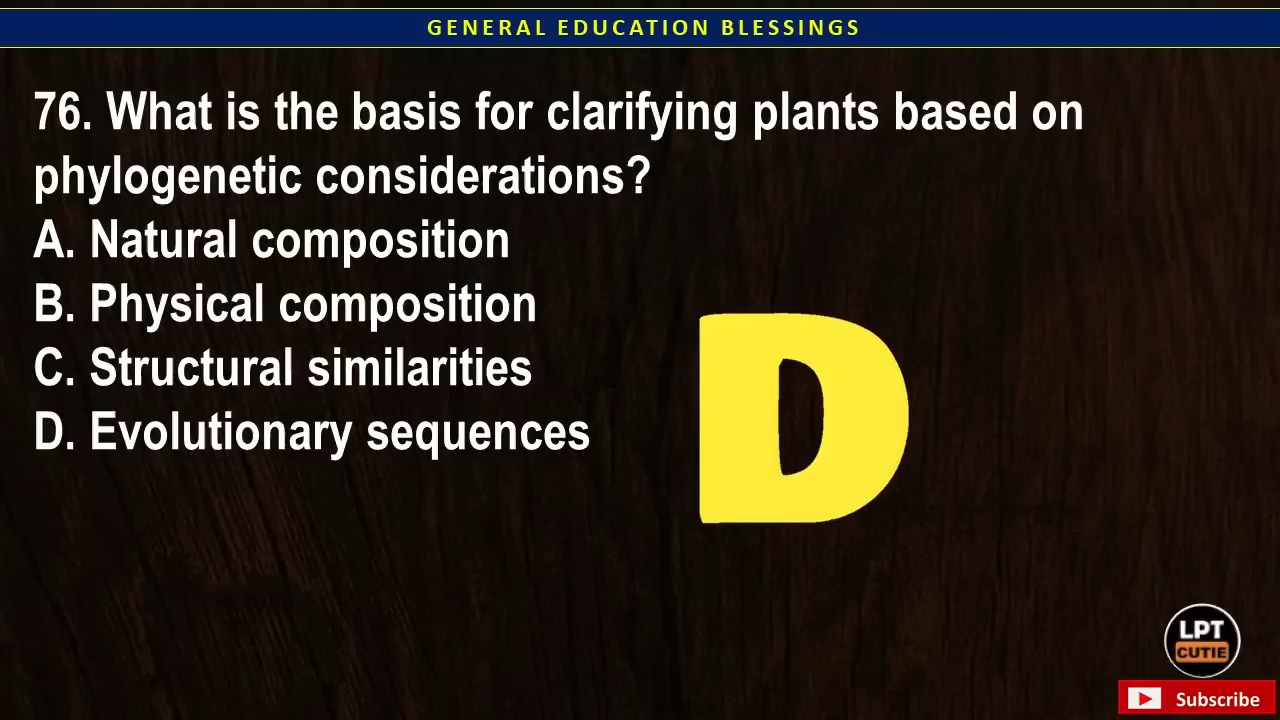 GENERAL EDUCATION BLESSINGS
76. What is the basis for clarifying plants based on
phylogenetic considerations?
A. Natural composition
B. Physical composition
C. Structural similarities
D. Evolutionary sequences
D
LPT
CUTIE
Subscribe